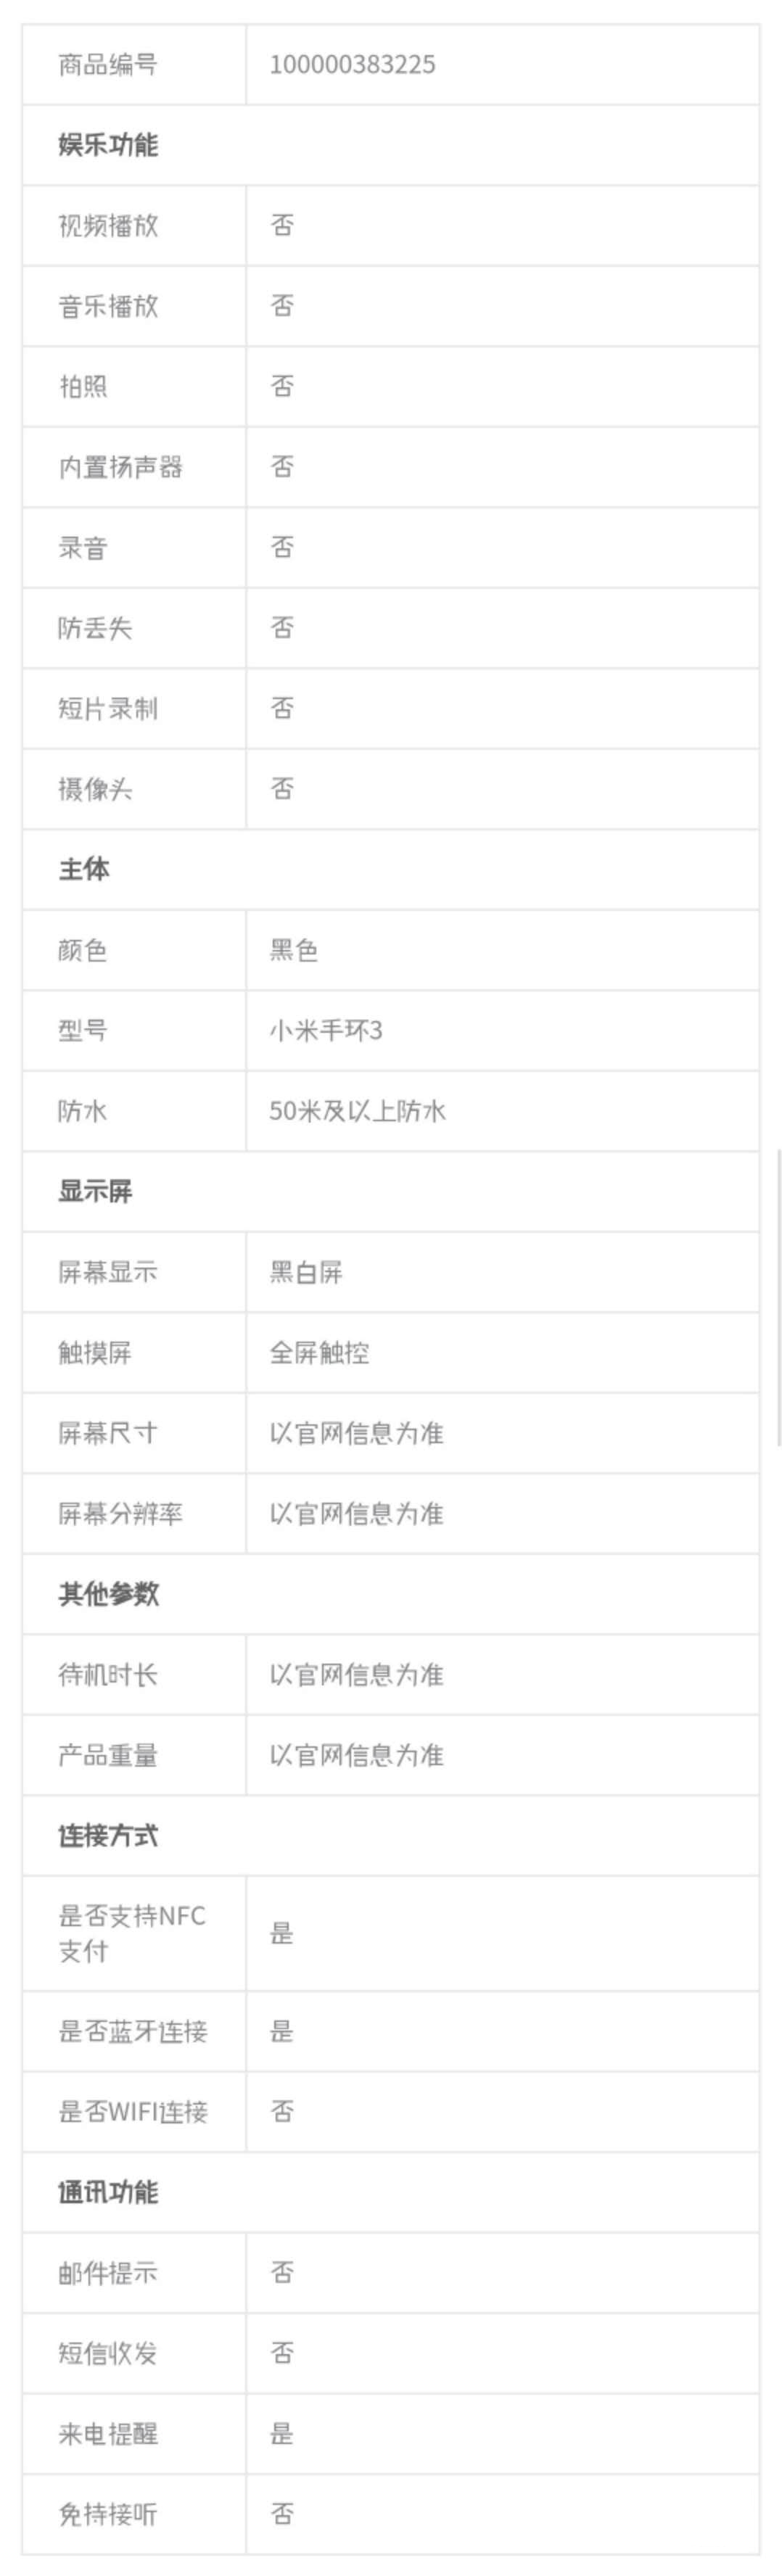 商品编号 100000383225
娱乐功能
视频播放 否
音乐播放 否
拍照 否
内置扬声器 否
录音 否
防丢失 否
短片录制 否
摄像头 否
主体
颜色 黑色
型号 小米手环3
防水 50米及以上防水
显示屏
屏幕显示 黑白屏
触摸屏 全屏触控
屏幕尺寸 以官网信息为准
屏幕分辨率 以官网信息为准
其他参数
待机时长 以官网信息为准
产品重量 以官网信息为准
连接方式
是否支持NFC
支付 是
是否蓝牙连接 是
是否WIFI连接 否
通讯功能
邮件提示 否
短信收发 否
来电提醒 是
免持接听 否